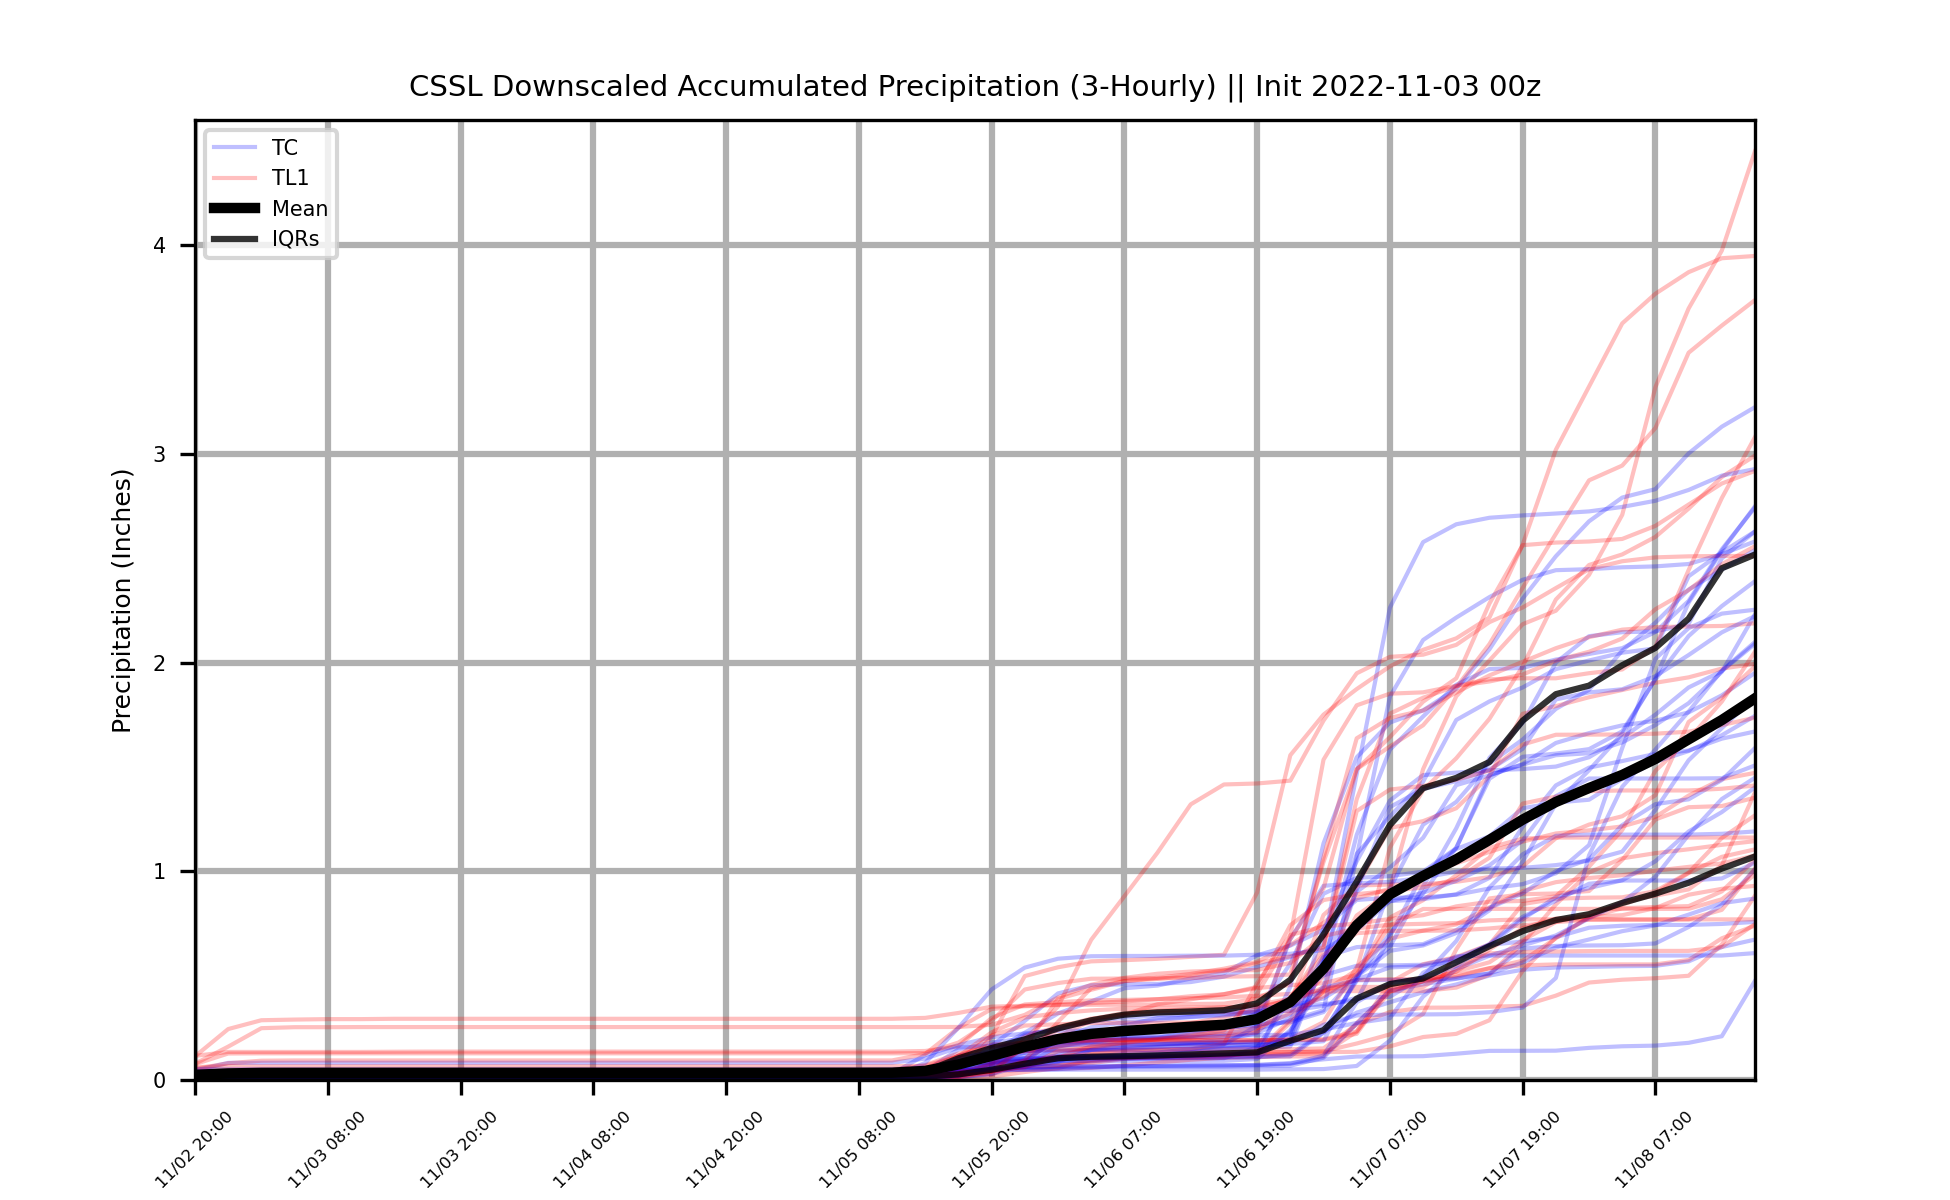 CSSL Downscaled Accumulated Precipitation (3-Hourly) || Init 2022-11-03 00z
TC
TL1
Mean
IQRs
Precipitation (Inches)
4
3
2
1
0
11/02 20:00
11/03 08:00
11/03 20:00
11/04 08:00
11/04 20:00
11/05 08:00
11/05 20:00
11/06 07:00
11/06 19:00
11/07 07:00
11/07 19:00
11/08 07:00